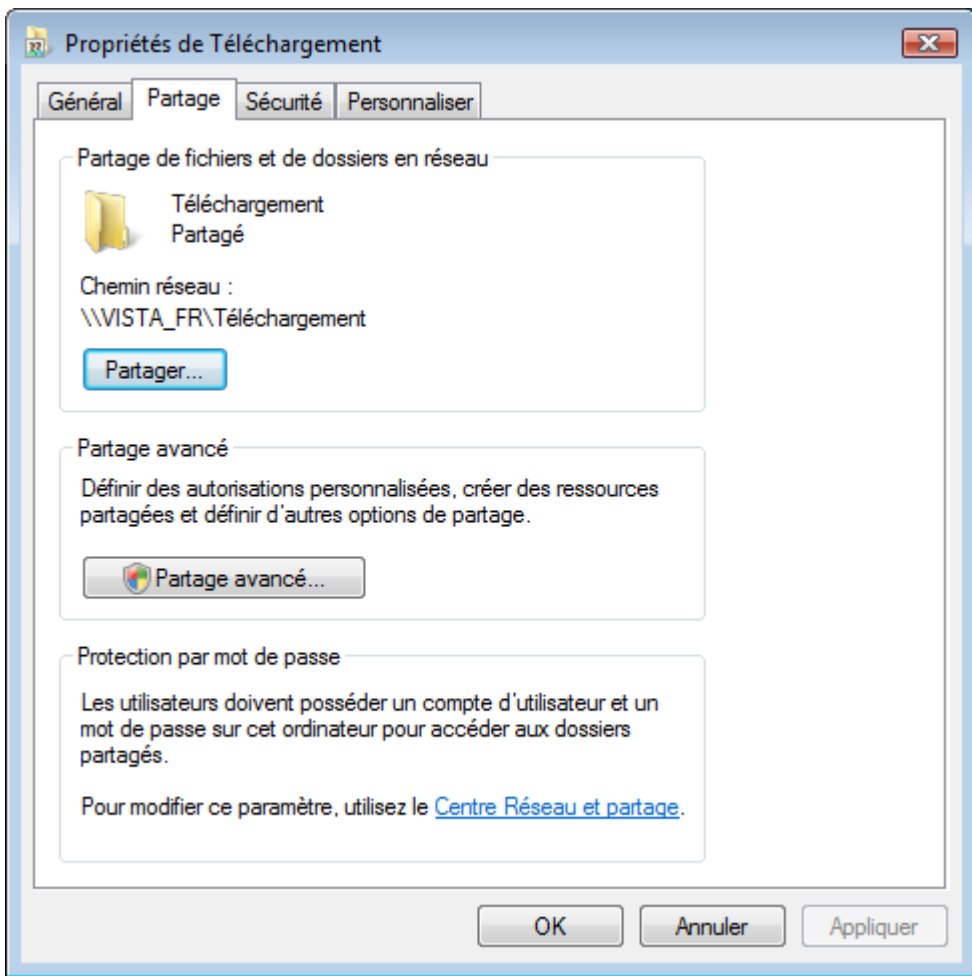 Propriétés de Téléchargement
Général Partage Sécurité Personnaliser
Partage de fichiers et de dossiers en réseau
Téléchargement
Partagé
Chemin réseau :
\\VISTA_FR\Téléchargement
Partager...
Partage avancé
Définir des autorisations personnalisées, créer des ressources
partagées et définir d'autres options de partage.
Partage avancé...
Protection par mot de passe
Les utilisateurs doivent posséder un compte d'utilisateur et un
mot de passe sur cet ordinateur pour accéder aux dossiers
partagés.
Pour modifier ce paramètre, utilisez le Centre Réseau et partage.
OK Annuler Appliquer